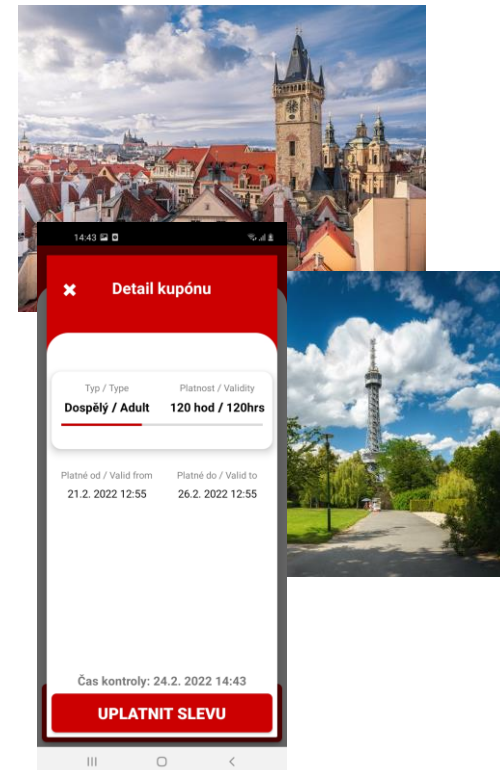 14:43
Detail kupónu
Typ / Type Platnost / Validity
Dospělý / Adult 120 hod / 120hrs
Platné od / Valid from Platné do / Valid to
21.2. 2022 12:55 26.2. 2022 12:55
Čas kontroly: 24.2. 2022 14:43
UPLATNIT SLEVU